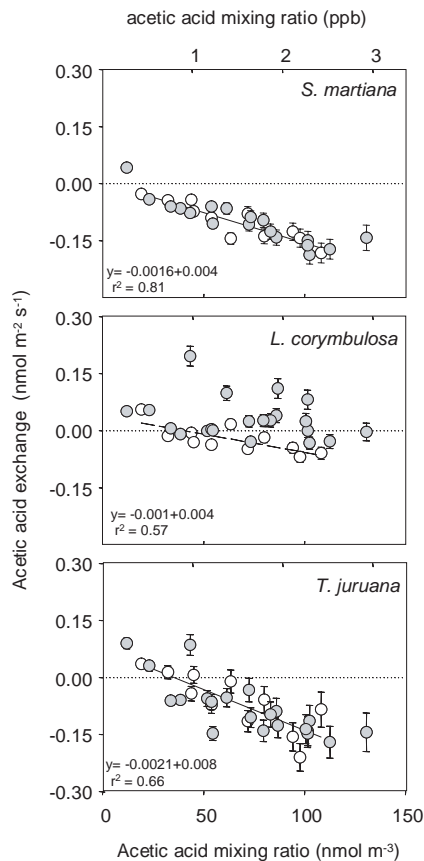 acetic acid mixing ratio (ppb)
1 2 3
0.30
S. martiana
0.15
0.00
-0.15
y= -0.0016+0.004
r² = 0.81
0.30
L. corymbulosa
0.15
0.00
-0.15
y= -0.001+0.004
r² = 0.57
0.30
T. juruana
0.15
0.00
-0.15
y= -0.0021+0.008
r² = 0.66
-0.30
0 50 100 150
Acetic acid mixing ratio (nmol m⁻³)
Acetic acid exchange (nmol m⁻² s⁻¹)